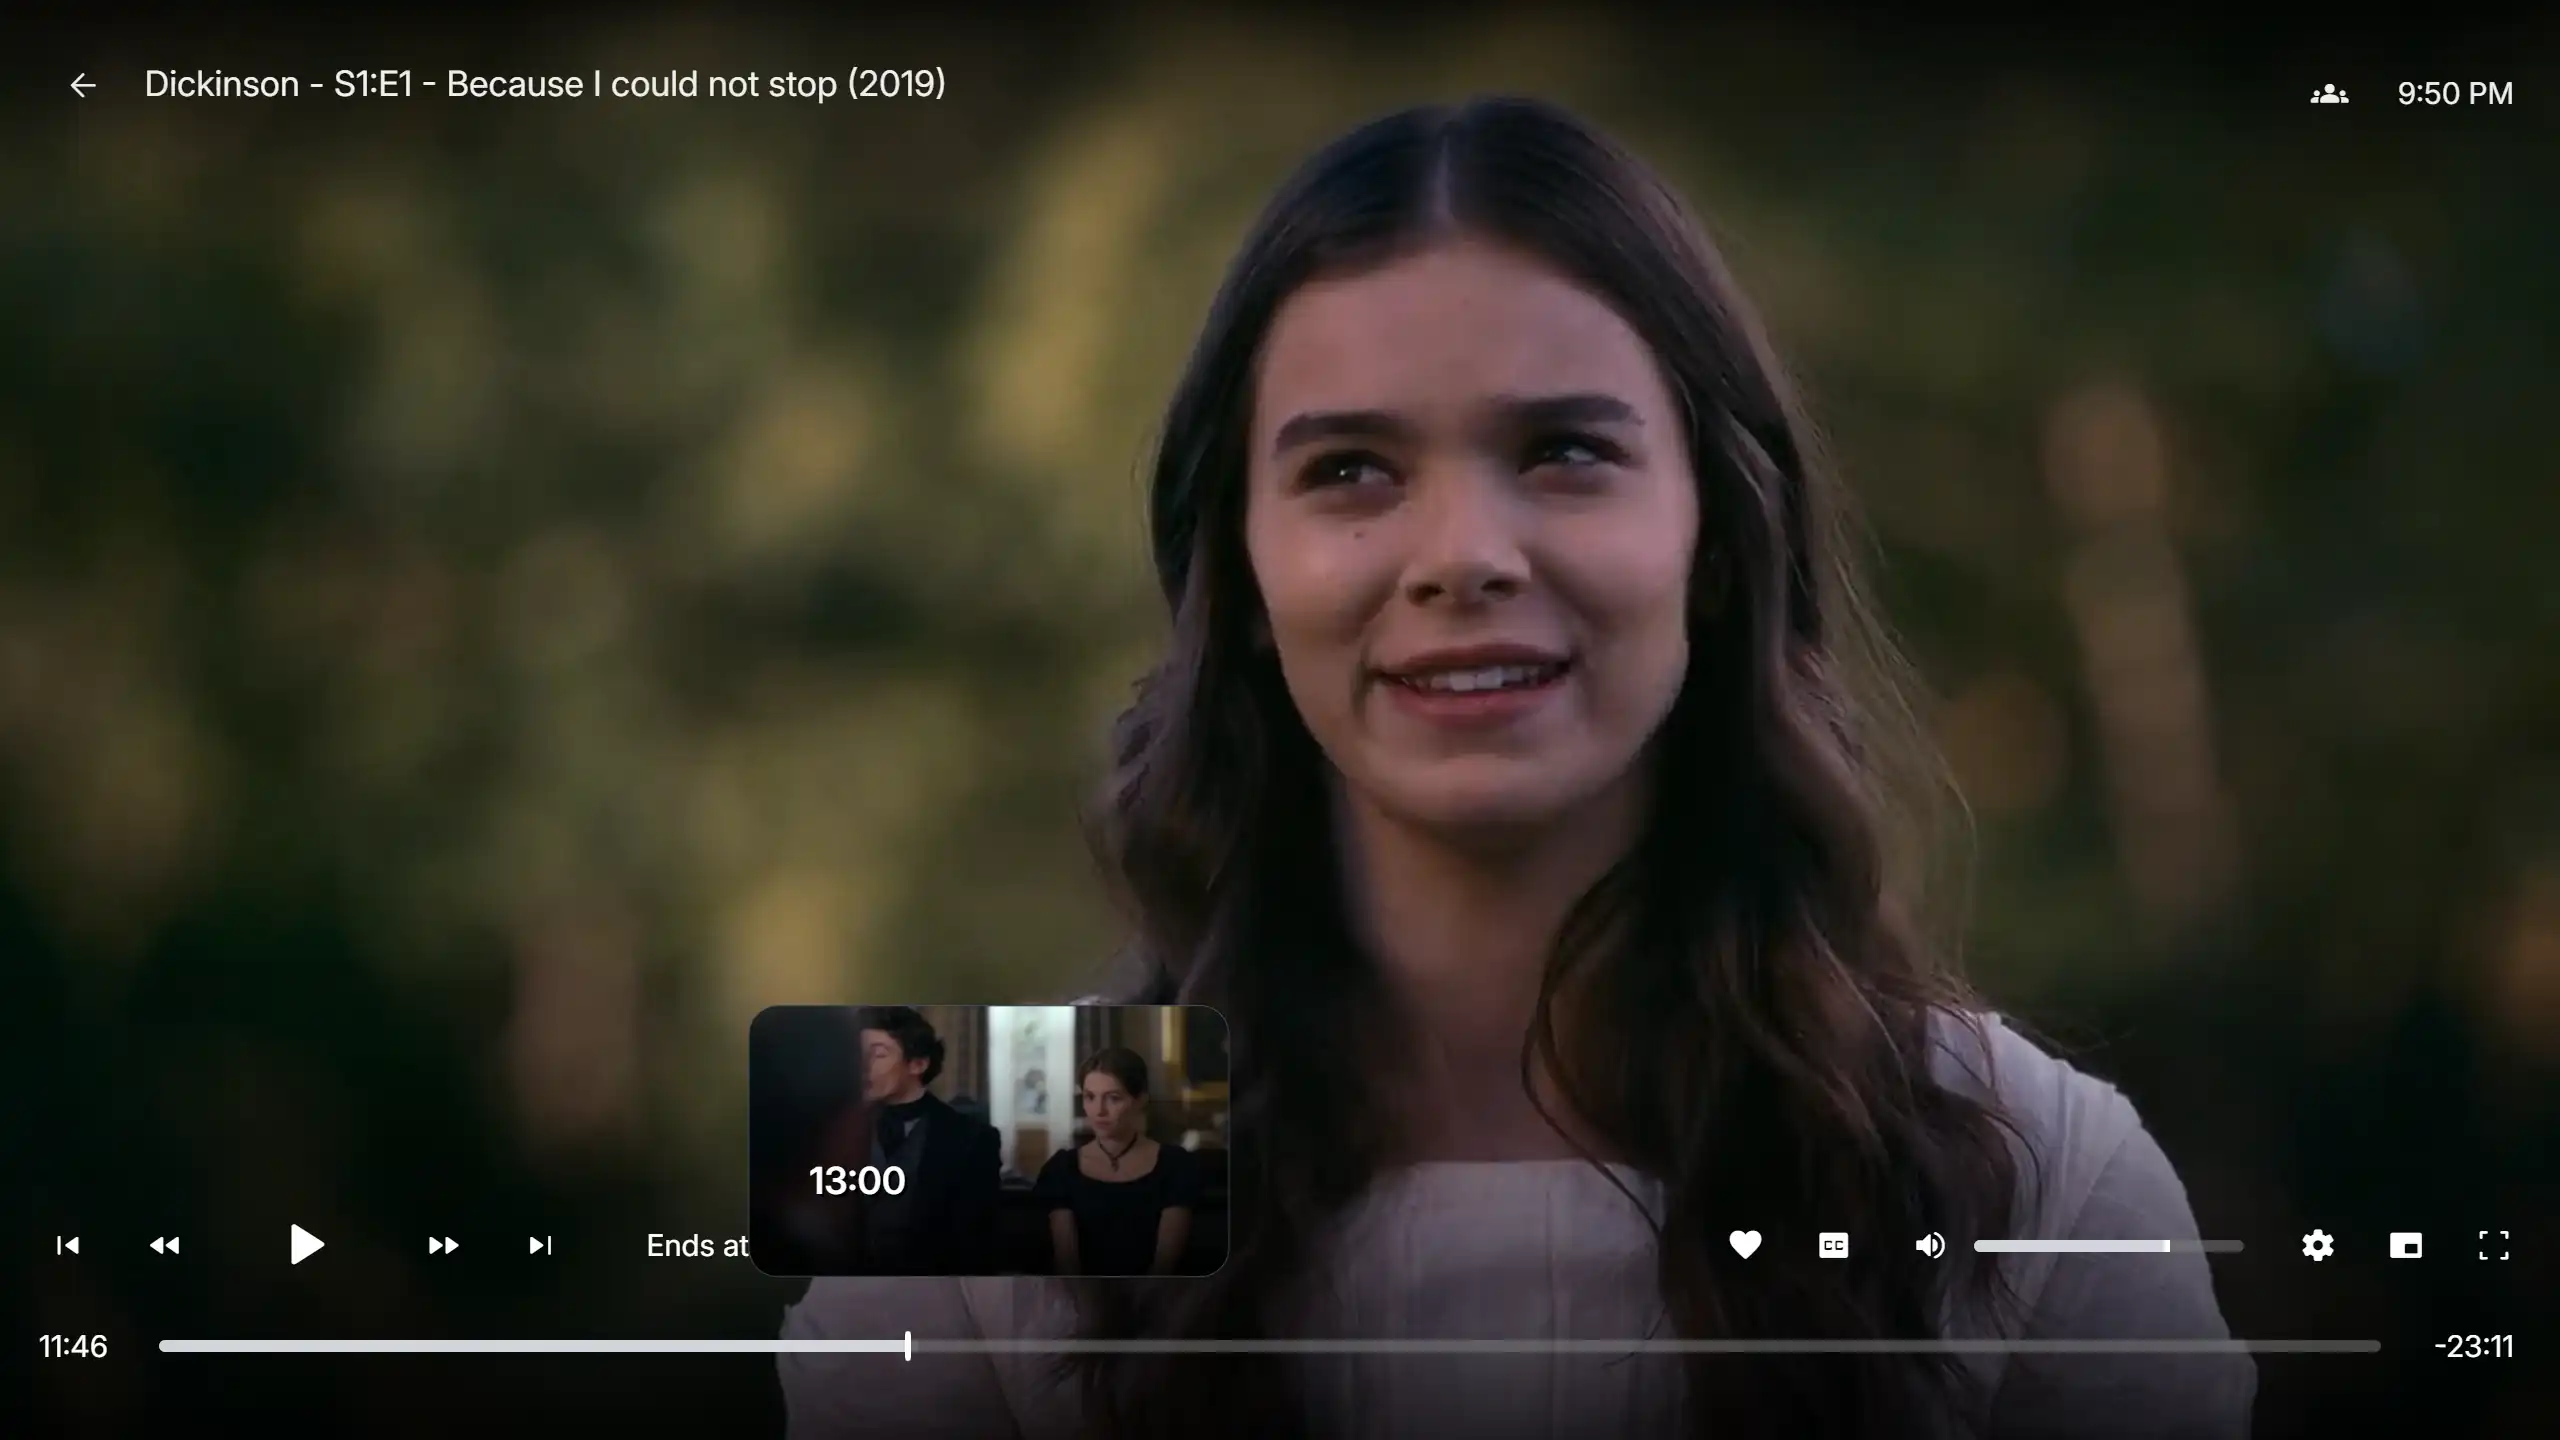 Dickinson - S1:E1 - Because I could not stop (2019)
9:50 PM
13:00
Ends at
CC
11:46
-23:11